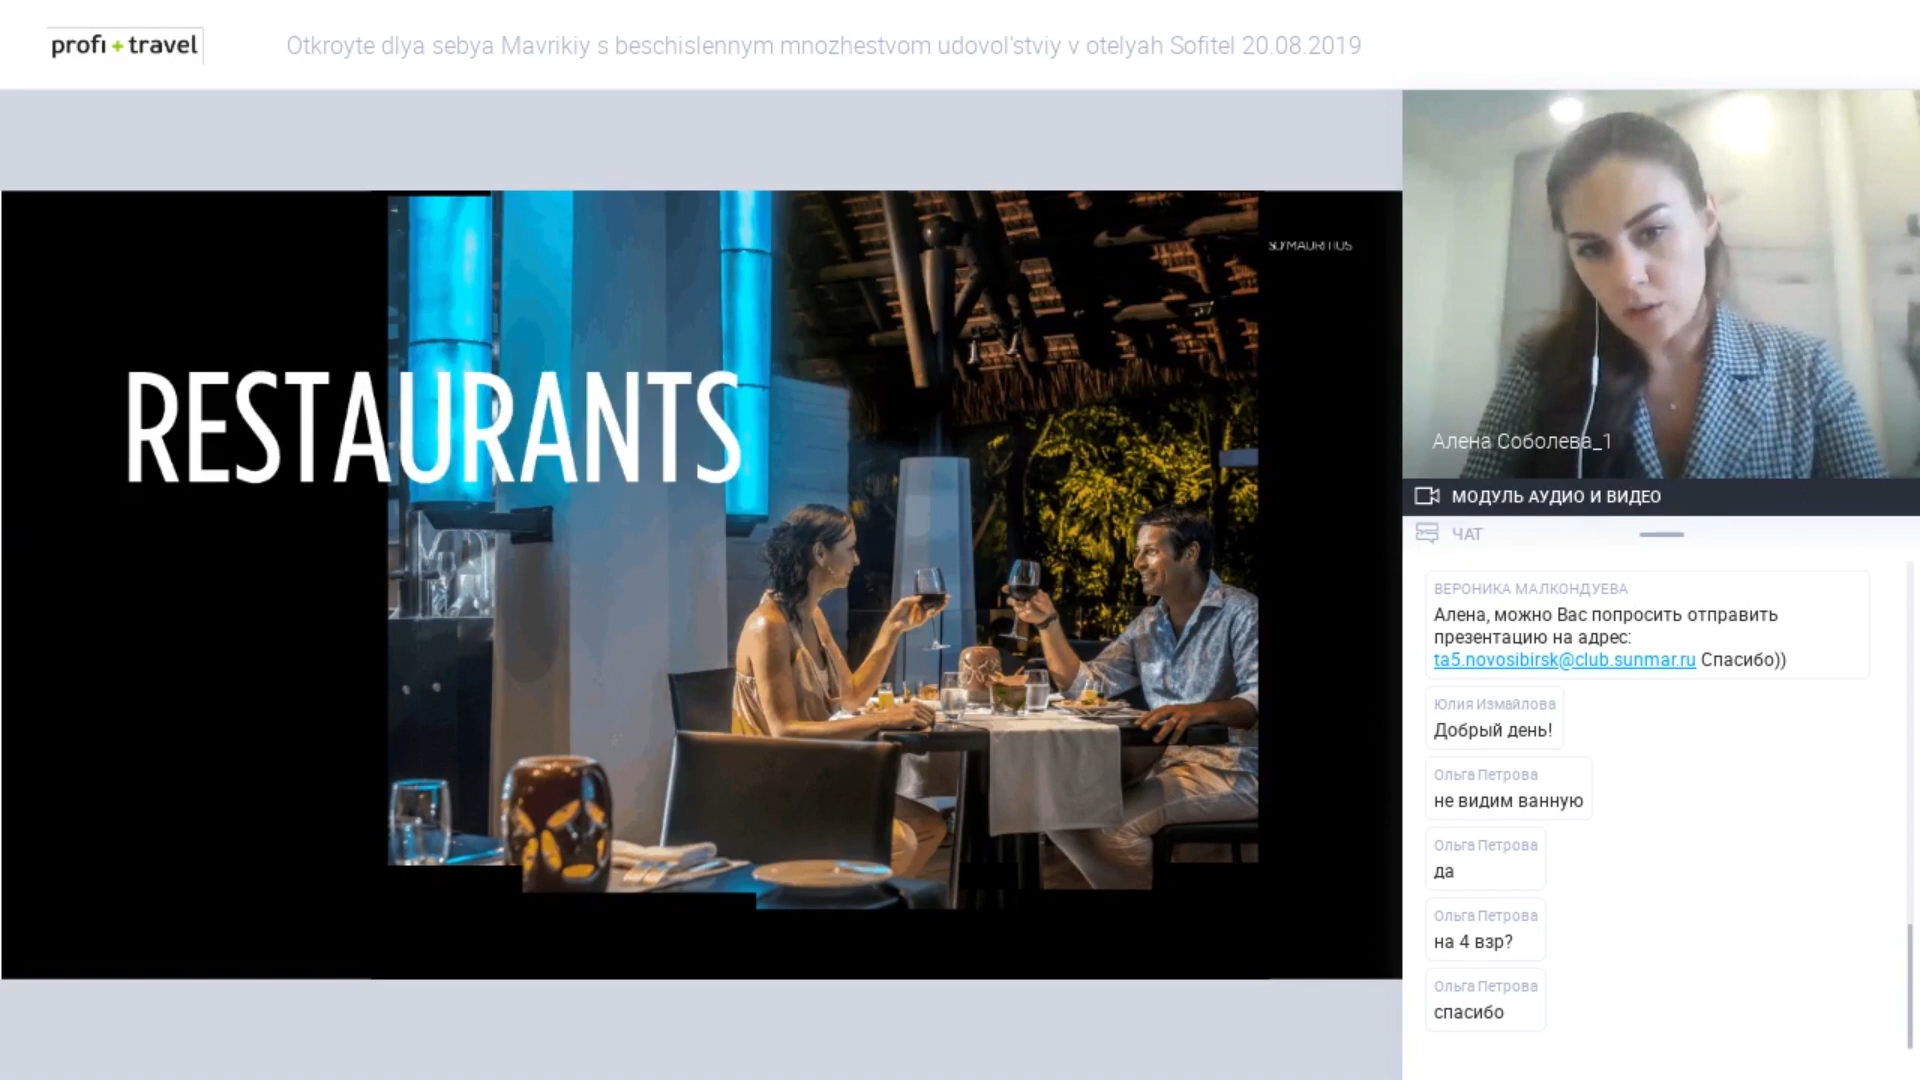 profi + travel
Otkroyte dlya sebya Mavrikiy s beschislennym mnozhestvom udovol'stviy v otelyah Sofitel 20.08.2019
SO/MAURITIUS
RESTAURANTS
Алена Соболева_1
МОДУЛЬ АУДИО И ВИДЕО
ЧАТ
ВЕРОНИКА МАЛКОНДУЕВА
Алена, можно Вас попросить отправить
презентацию на адрес:
ta5.novosibirsk@club.sunmar.ru Спасибо))
Юлия Измайлова
Добрый день!
Ольга Петрова
не видим ванную
Ольга Петрова
да
Ольга Петрова
на 4 взр?
Ольга Петрова
спасибо